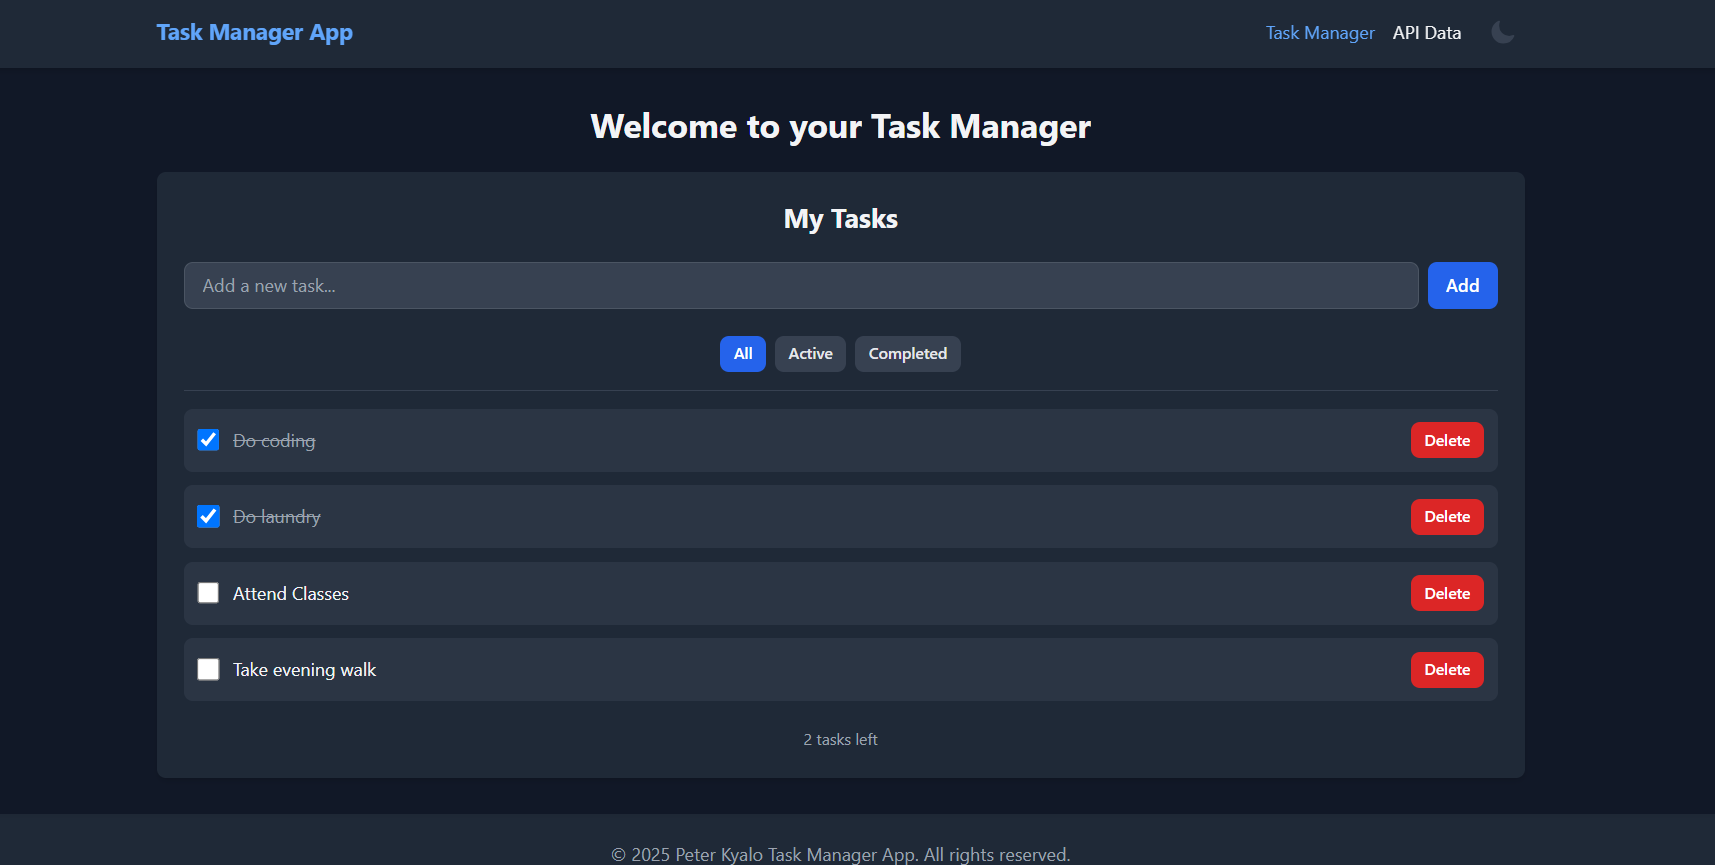 Task Manager App
Task Manager
API Data
Welcome to your Task Manager
My Tasks
Add a new task...
Add
All
Active
Completed
Do coding
Delete
Do laundry
Delete
Attend Classes
Delete
Take evening walk
Delete
2 tasks left
© 2025 Peter Kyalo Task Manager App. All rights reserved.